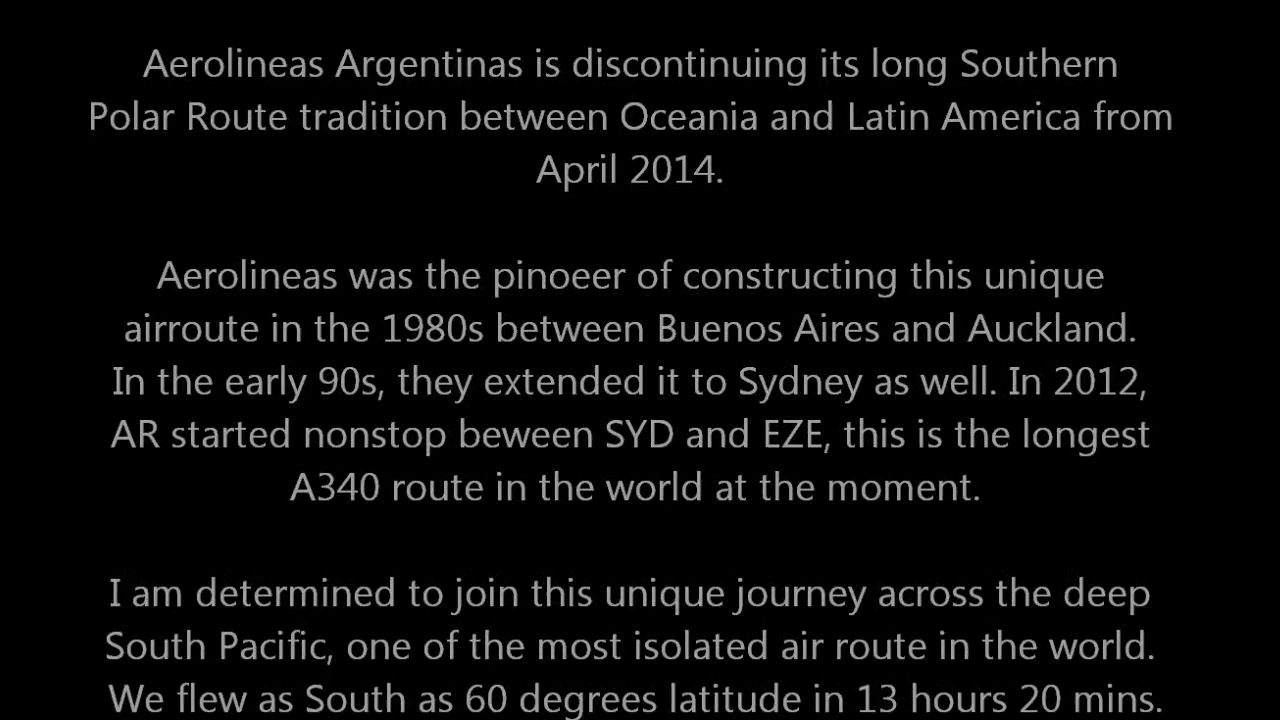 Aerolineas Argentinas is discontinuing its long Southern
Polar Route tradition between Oceania and Latin America from
April 2014.
Aerolineas was the pinoeer of constructing this unique
airroute in the 1980s between Buenos Aires and Auckland.
In the early 90s, they extended it to Sydney as well. In 2012,
AR started nonstop beween SYD and EZE, this is the longest
A340 route in the world at the moment.
I am determined to join this unique journey across the deep
South Pacific, one of the most isolated air route in the world.
We flew as South as 60 degrees latitude in 13 hours 20 mins.